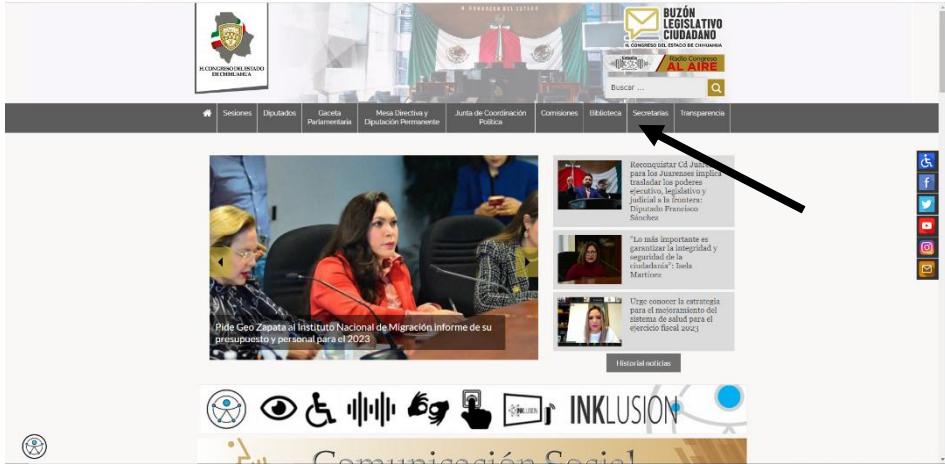 H. CONGRESO DEL ESTADO
DE CHIHUAHUA
H. CONGRESO DEL ESTADO
BUZÓN
LEGISLATIVO
CIUDADANO
H. CONGRESO DEL ESTADO DE CHIHUAHUA
Radio Congreso
AL AIRE
Buscar ...
Sesiones
Diputados
Gaceta
Parlamentaria
Mesa Directiva y
Diputación Permanente
Junta de Coordinación
Política
Comisiones
Biblioteca
Secretarías
Transparencia
Pide Geo Zapata al Instituto Nacional de Migración informe de su
presupuesto y personal para el 2023
Reconquistar Cd Juárez
para los Juarenses implica
trasladar los poderes
ejecutivo, legislativo y
judicial a la frontera:
Diputado Francisco
Sánchez
"Lo más importante es
garantizar la integridad y
seguridad de la
ciudadanía": Isela
Martínez
Urge conocer la estrategia
para el mejoramiento del
sistema de salud para el
ejercicio fiscal 2023
Historial noticias
INKLUSION
Comunicación Social